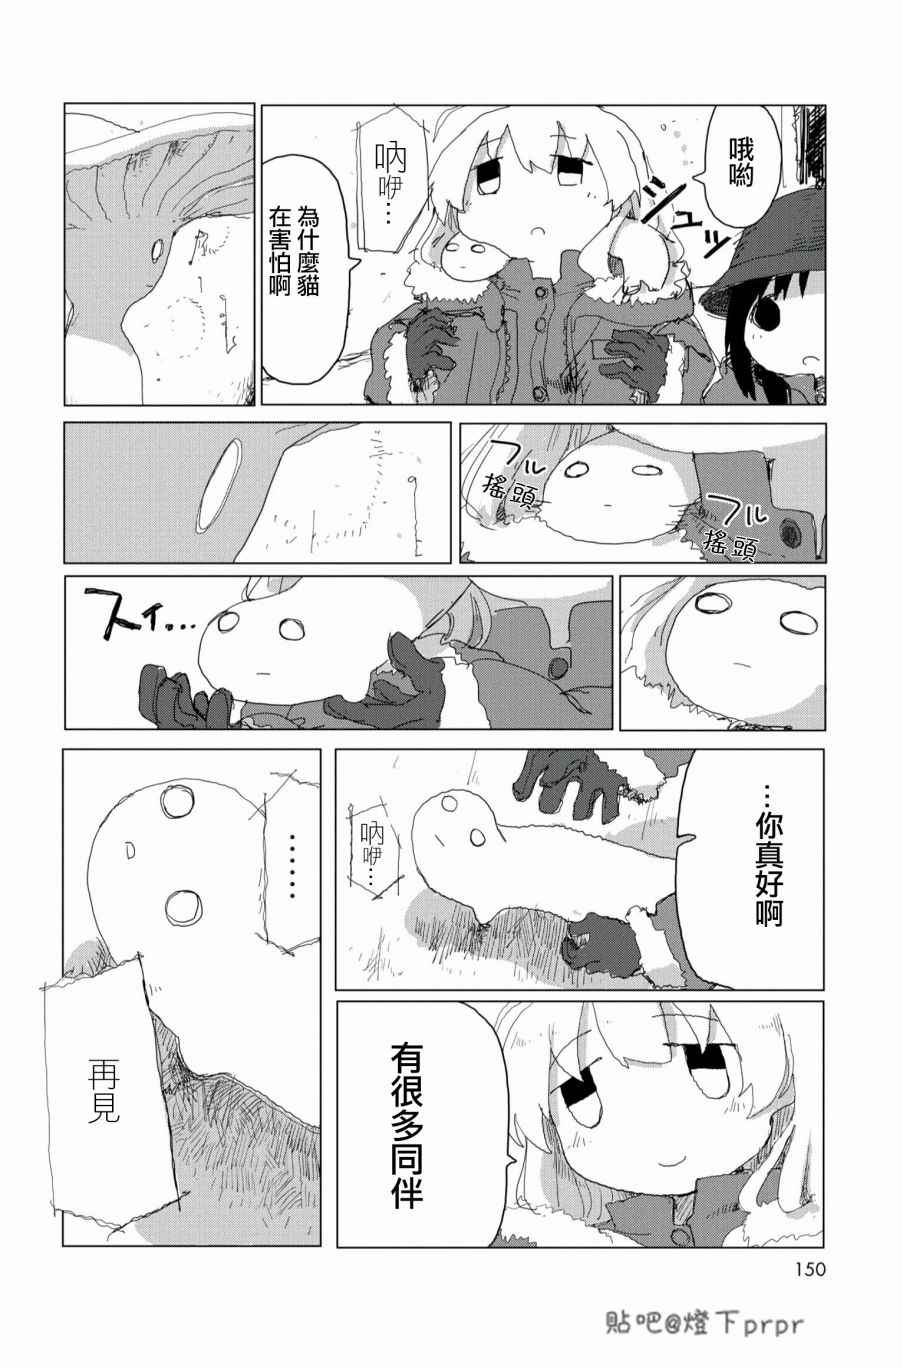 哦喲
シュッ
吶咿…
為什麼貓
在害怕啊
フル
搖頭
フル
搖頭
スイ…
…你真好啊
吶咿…
有很多同伴
……
再見
150
貼吧@燈下prpr